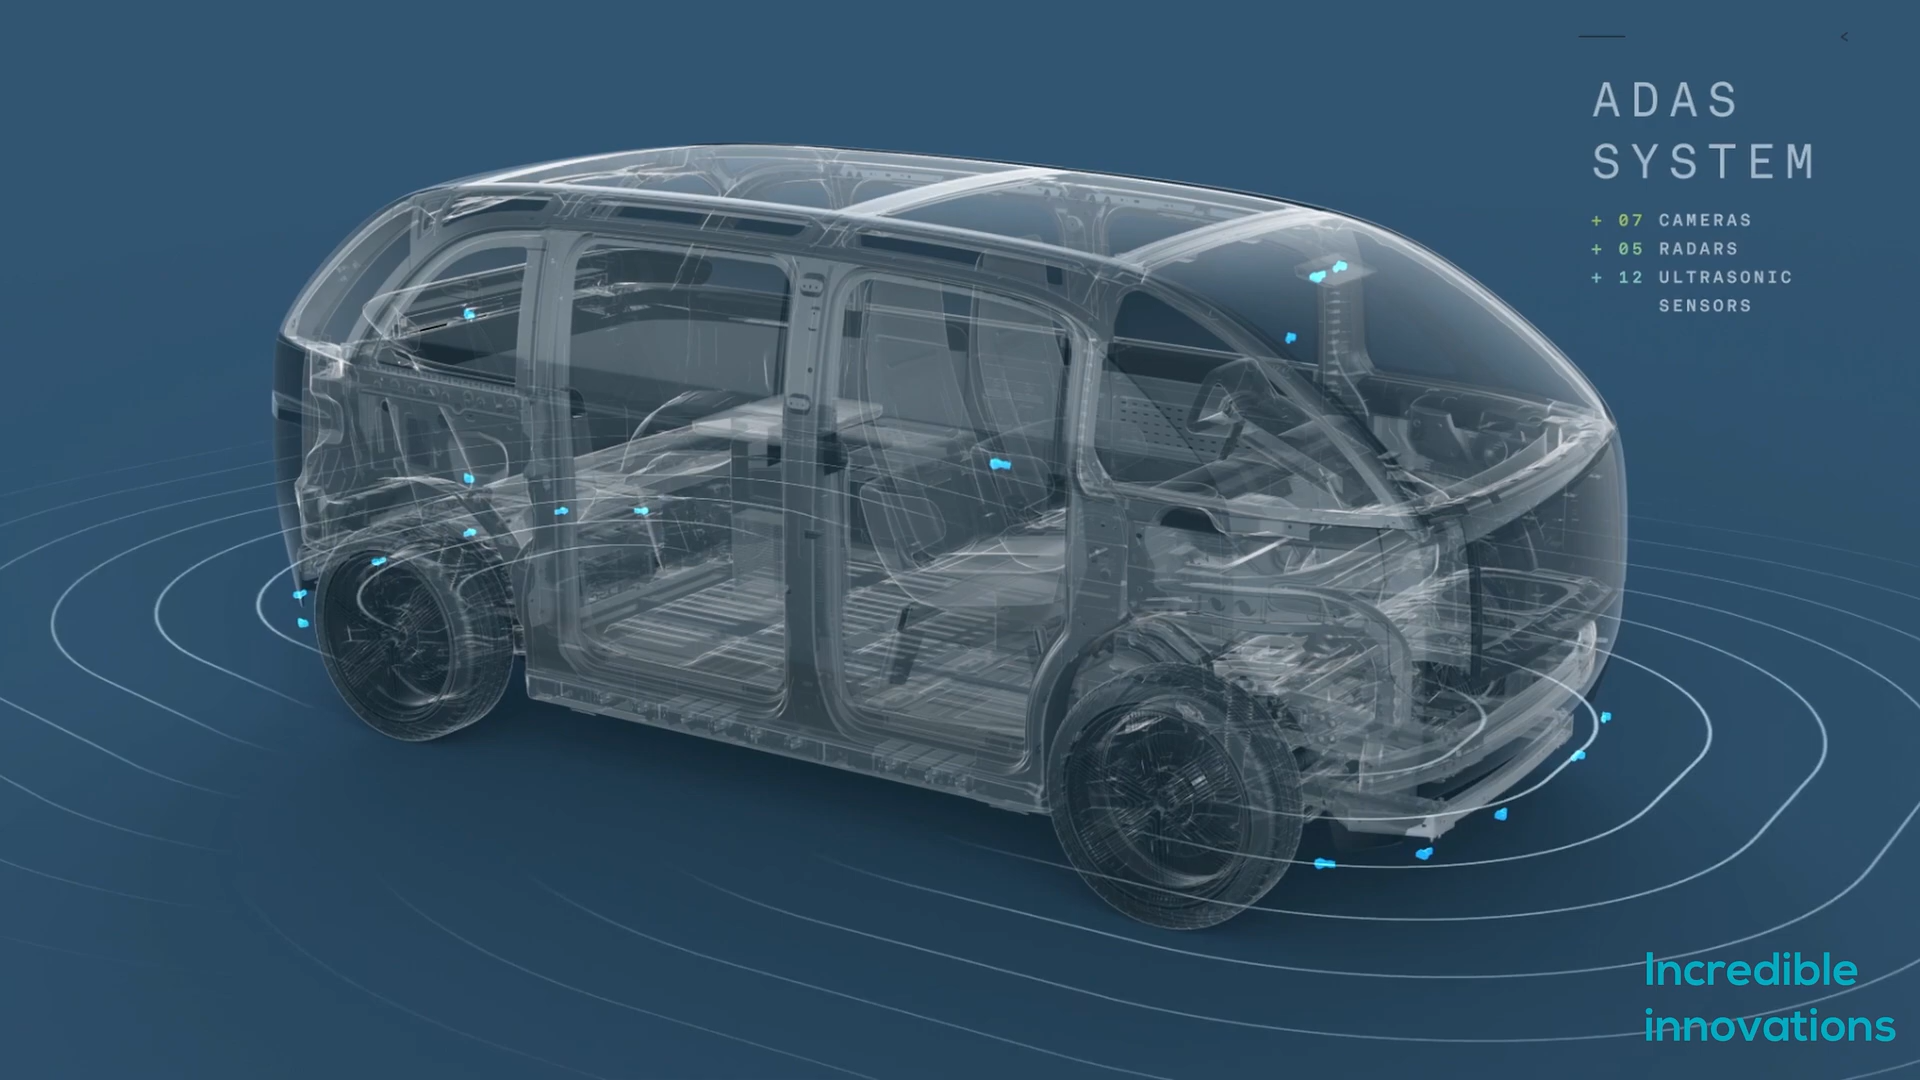 ADAS
SYSTEM
+ 07 CAMERAS
+ 05 RADARS
+ 12 ULTRASONIC
SENSORS
Incredible
innovations